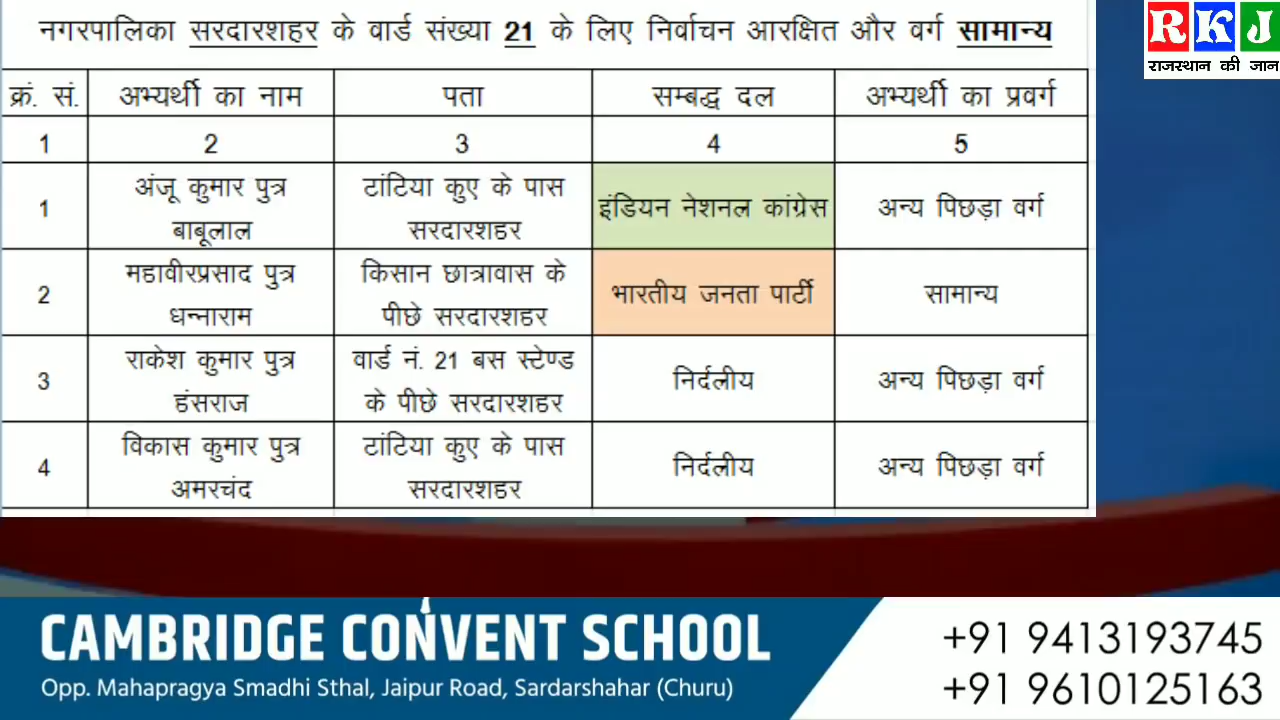 नगरपालिका सरदारशहर के वार्ड संख्या 21 के लिए निर्वाचन आरक्षित और वर्ग सामान्य
RKJ
राजस्थान की जान
क्रं. सं. अभ्यर्थी का नाम पता सम्बद्ध दल अभ्यर्थी का प्रवर्ग
1 2 3 4 5
1 अंजू कुमार पुत्र बाबूलाल टांटिया कुए के पास सरदारशहर इंडियन नेशनल कांग्रेस अन्य पिछड़ा वर्ग
2 महावीरप्रसाद पुत्र धन्नाराम किसान छात्रावास के पीछे सरदारशहर भारतीय जनता पार्टी सामान्य
3 राकेश कुमार पुत्र हंसराज वार्ड नं. 21 बस स्टेण्ड के पीछे सरदारशहर निर्दलीय अन्य पिछड़ा वर्ग
4 विकास कुमार पुत्र अमरचंद टांटिया कुए के पास सरदारशहर निर्दलीय अन्य पिछड़ा वर्ग
CAMBRIDGE CONVENT SCHOOL
Opp. Mahapragya Smadhi Sthal, Jaipur Road, Sardarshahar (Churu)
+91 9413193745
+91 9610125163